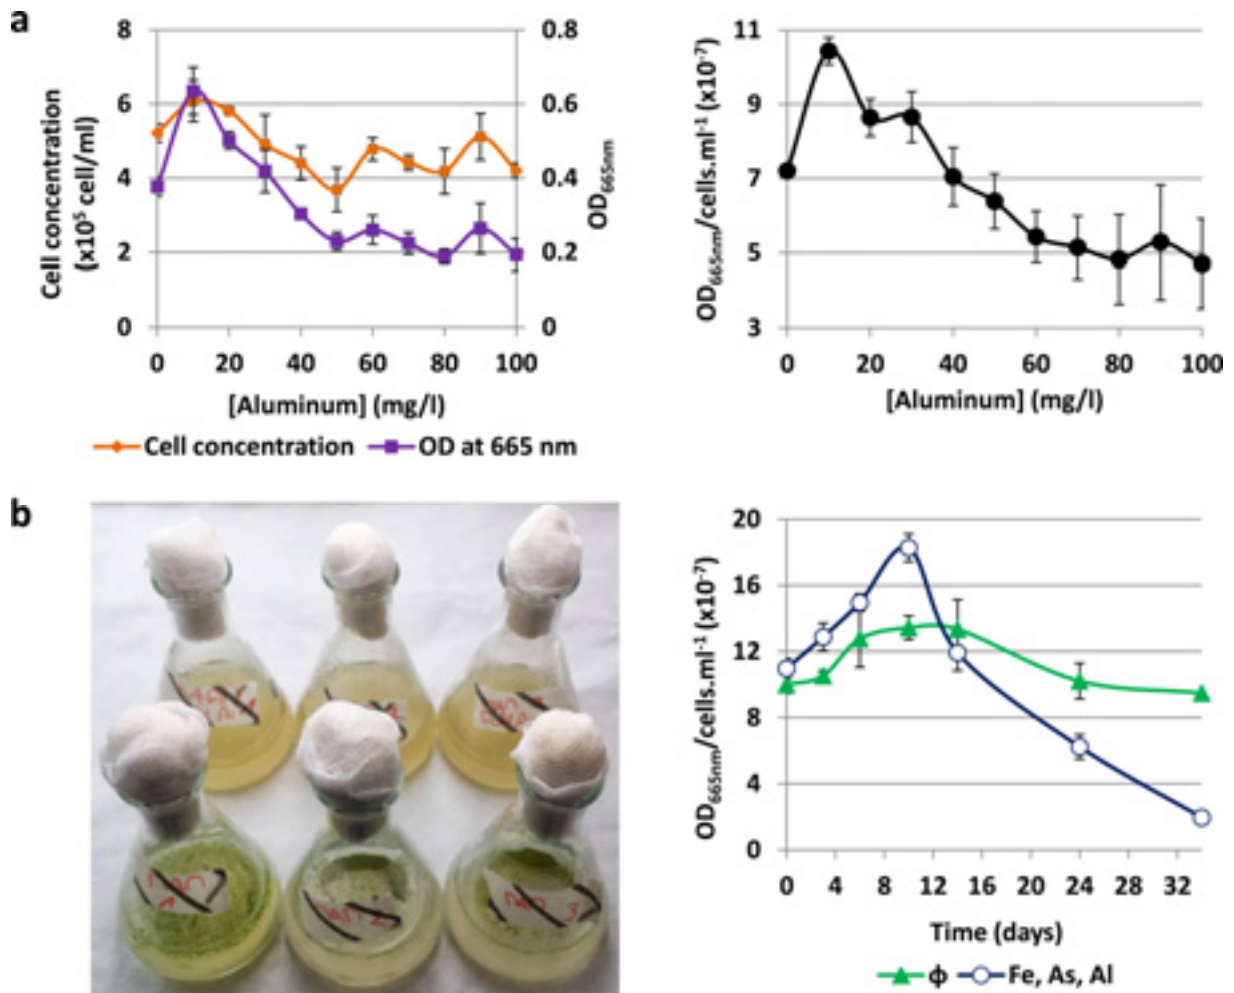 a
8
6
4
2
0
Cell concentration
(x10⁵ cell/ml)
0.8
0.6
0.4
0.2
0
OD665nm
0 20 40 60 80 100
[Aluminum] (mg/l)
Cell concentration OD at 665 nm
11
9
7
5
3
OD665nm/cells.ml⁻¹ (x10⁻⁷)
0 20 40 60 80 100
[Aluminum] (mg/l)
b
20
16
12
8
4
0
OD665nm/cells.ml⁻¹ (x10⁻⁷)
0 4 8 12 16 20 24 28 32
Time (days)
ϕ Fe, As, Al